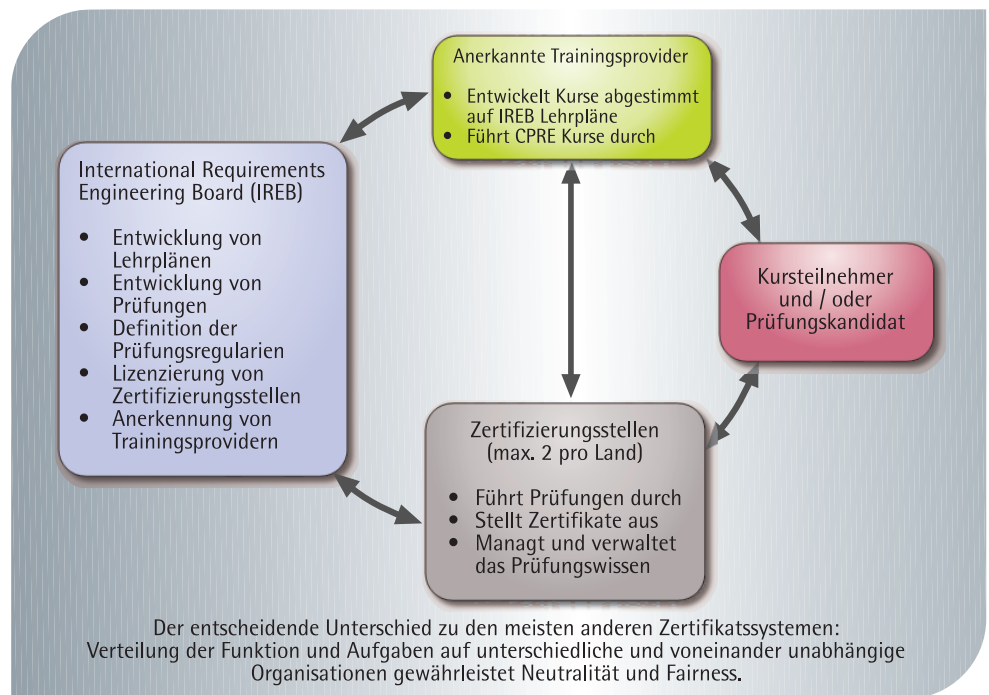 Anerkannte Trainingsprovider
• Entwickelt Kurse abgestimmt
auf IREB Lehrpläne
• Führt CPRE Kurse durch
International Requirements
Engineering Board (IREB)
• Entwicklung von
Lehrplänen
• Entwicklung von
Prüfungen
• Definition der
Prüfungsregularien
• Lizenzierung von
Zertifizierungsstellen
• Anerkennung von
Trainingsprovidern
Kursteilnehmer
und / oder
Prüfungskandidat
Zertifizierungsstellen
(max. 2 pro Land)
• Führt Prüfungen durch
• Stellt Zertifikate aus
• Managt und verwaltet
das Prüfungswissen
Der entscheidende Unterschied zu den meisten anderen Zertifikatssystemen:
Verteilung der Funktion und Aufgaben auf unterschiedliche und voneinander unabhängige
Organisationen gewährleistet Neutralität und Fairness.